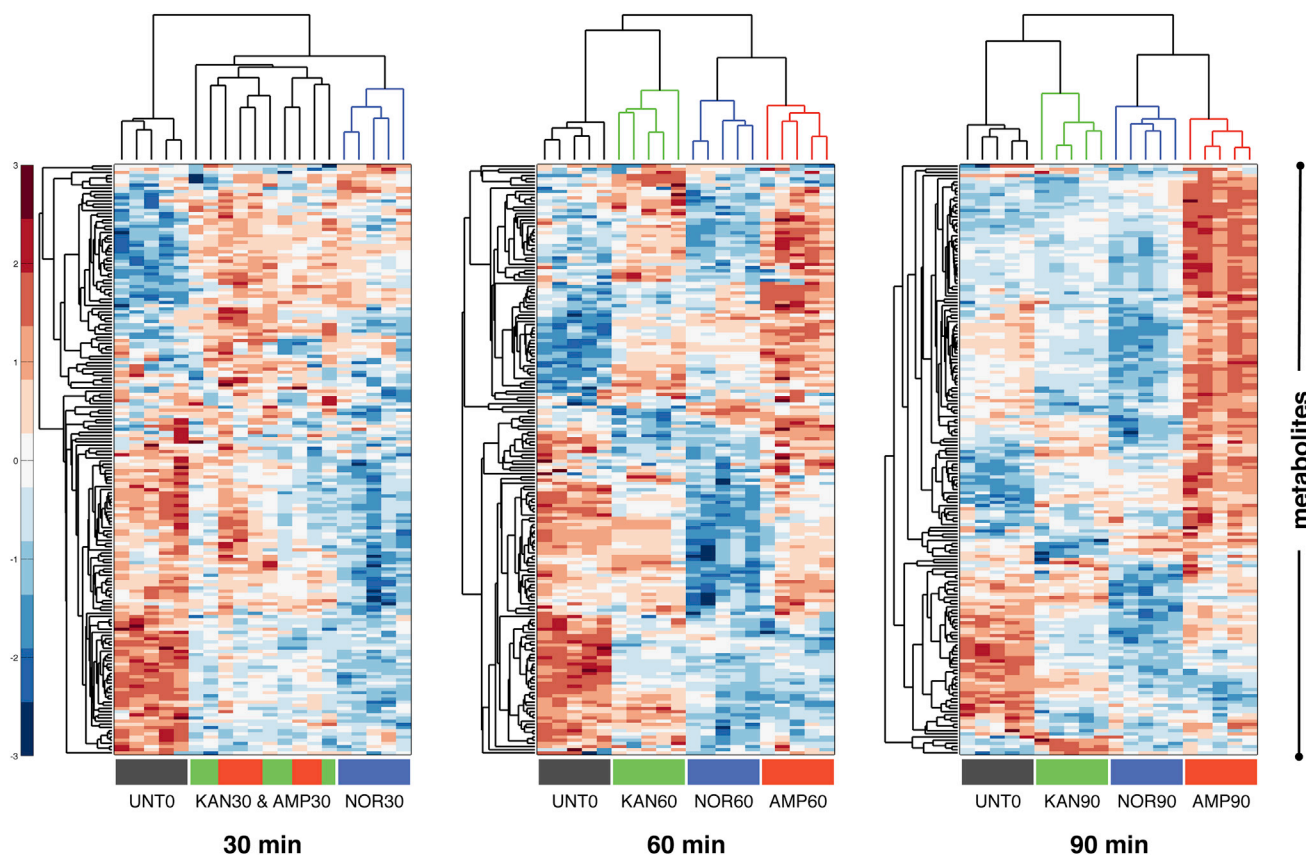 3
2
1
0
-1
-2
-3
metabolites
UNT0 KAN30 & AMP30 NOR30
UNT0 KAN60 NOR60 AMP60
UNT0 KAN90 NOR90 AMP90
30 min
60 min
90 min